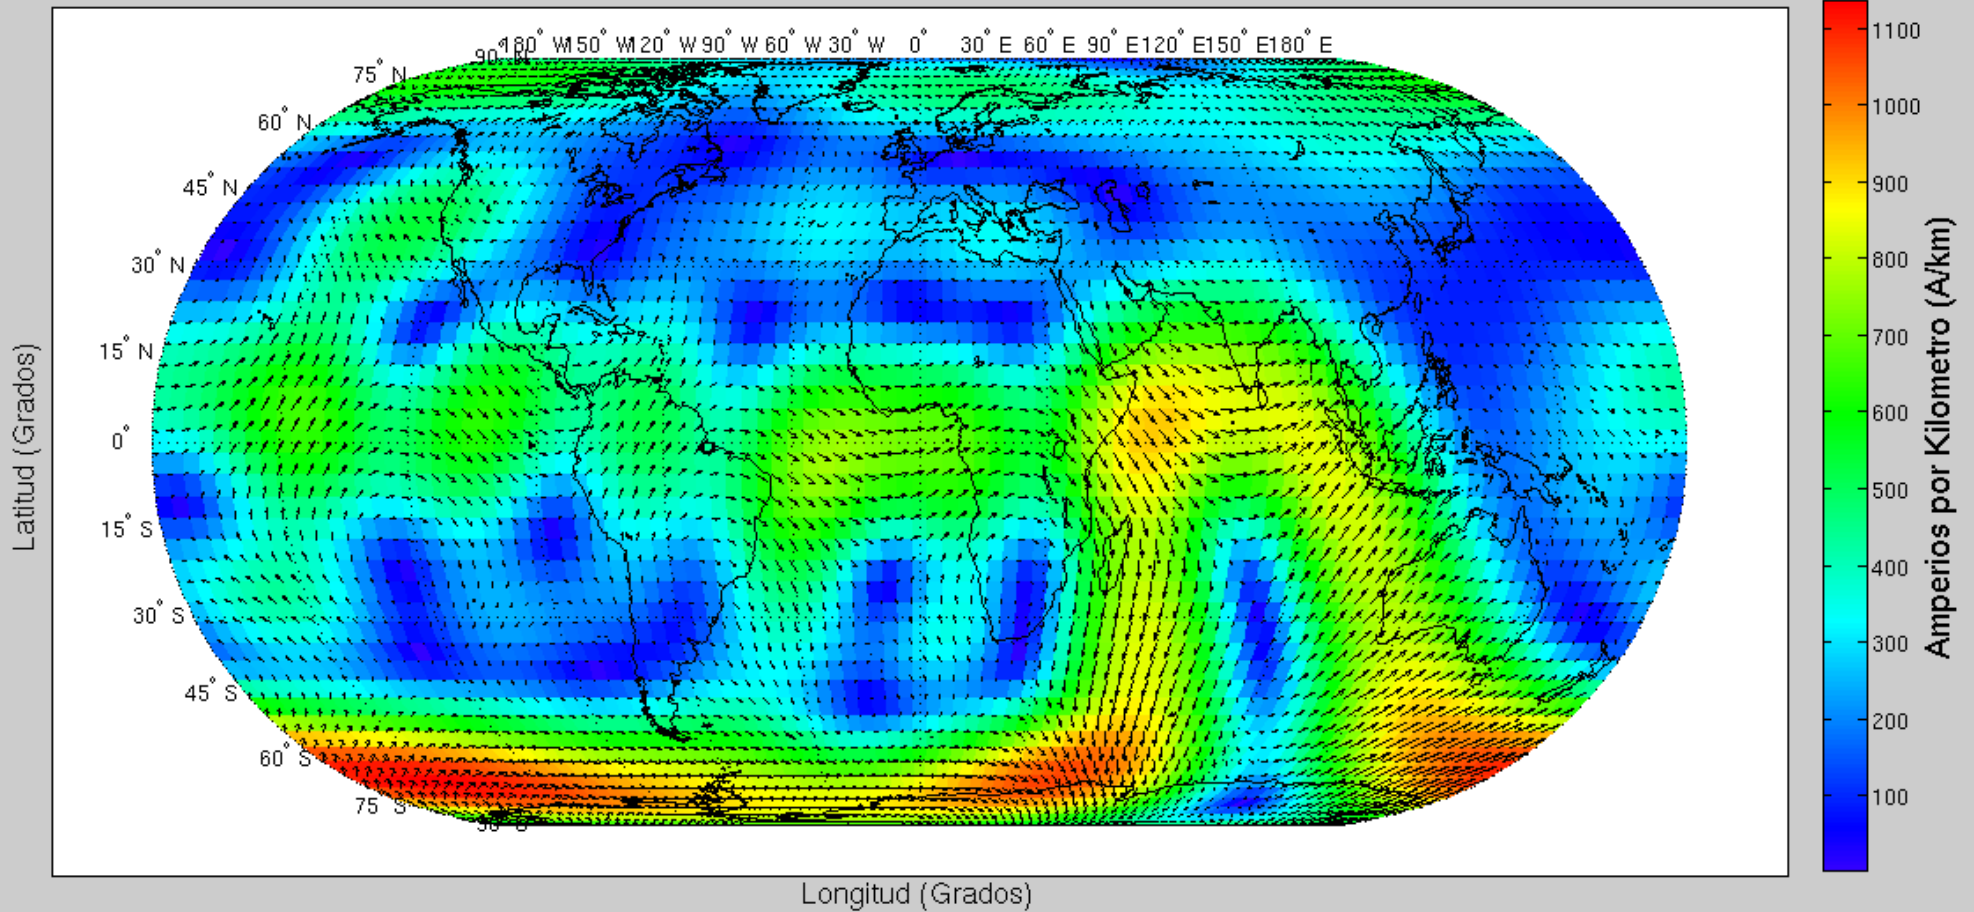 180° W 150° W 120° W 90° W 60° W 30° W 0° 30° E 60° E 90° E 120° E 150° E 180° E
90° N
75° N
60° N
45° N
30° N
15° N
0°
15° S
30° S
45° S
60° S
75° S
90° S
Latitud (Grados)
Longitud (Grados)
1100
1000
900
800
700
600
500
400
300
200
100
Amperios por Kilometro (A/km)